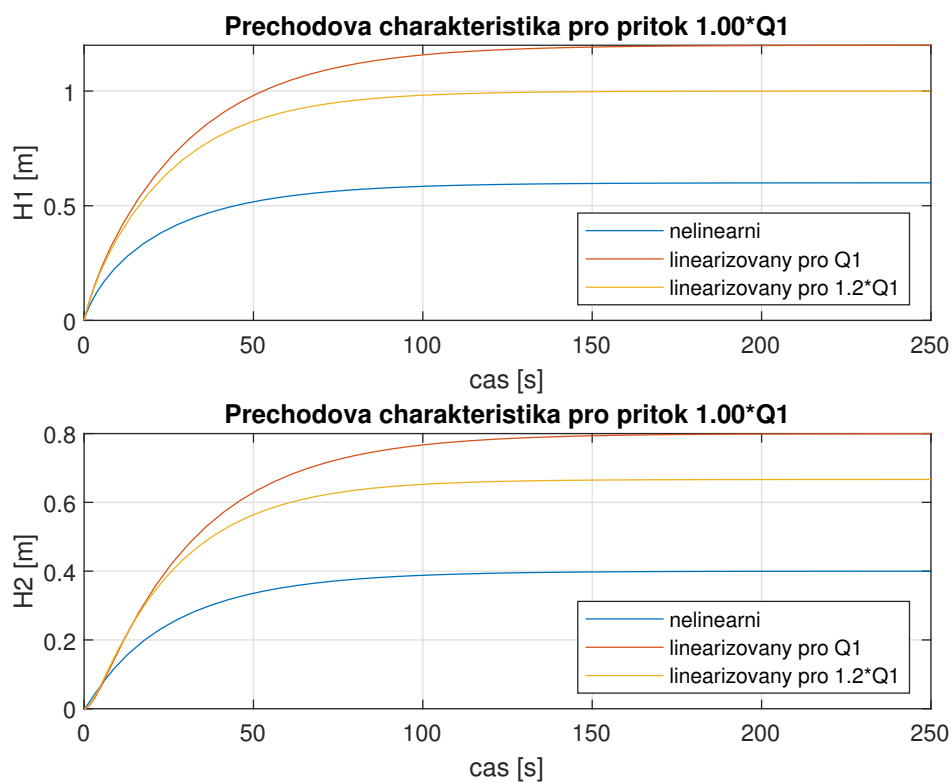 Prechodova charakteristika pro pritok 1.00*Q1
H1 [m]
1
0.5
0
nelinearni
linearizovany pro Q1
linearizovany pro 1.2*Q1
0 50 100 150 200 250
cas [s]
Prechodova charakteristika pro pritok 1.00*Q1
H2 [m]
0.8
0.6
0.4
0.2
0
nelinearni
linearizovany pro Q1
linearizovany pro 1.2*Q1
0 50 100 150 200 250
cas [s]